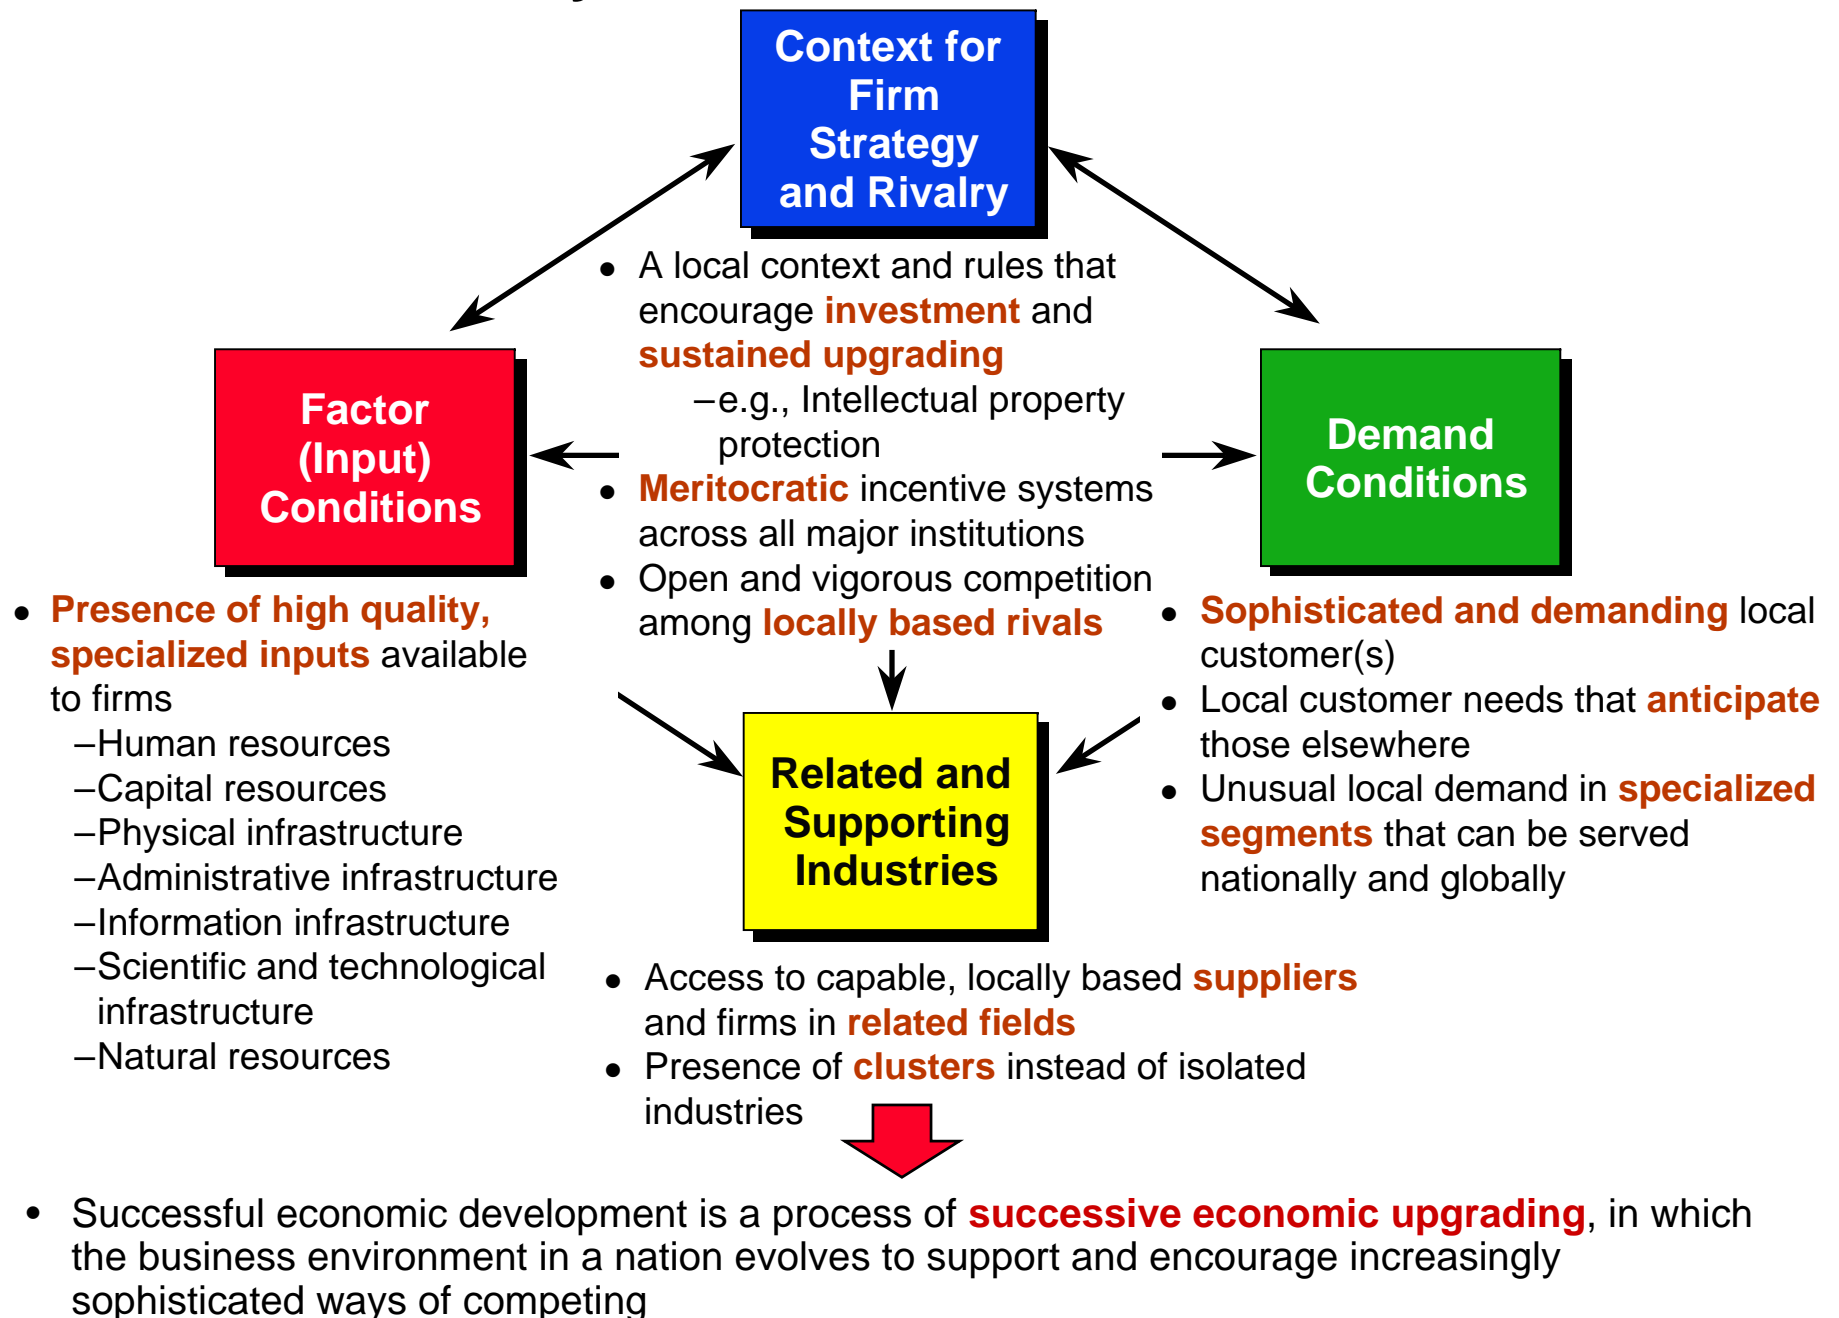 Context for
Firm
Strategy
and Rivalry
● A local context and rules that
encourage investment and
sustained upgrading
–e.g., Intellectual property
protection
● Meritocratic incentive systems
across all major institutions
● Open and vigorous competition
among locally based rivals
Factor
(Input)
Conditions
● Presence of high quality,
specialized inputs available
to firms
–Human resources
–Capital resources
–Physical infrastructure
–Administrative infrastructure
–Information infrastructure
–Scientific and technological
infrastructure
–Natural resources
Demand
Conditions
● Sophisticated and demanding local
customer(s)
● Local customer needs that anticipate
those elsewhere
● Unusual local demand in specialized
segments that can be served
nationally and globally
Related and
Supporting
Industries
● Access to capable, locally based suppliers
and firms in related fields
● Presence of clusters instead of isolated
industries
• Successful economic development is a process of successive economic upgrading, in which
the business environment in a nation evolves to support and encourage increasingly
sophisticated ways of competing